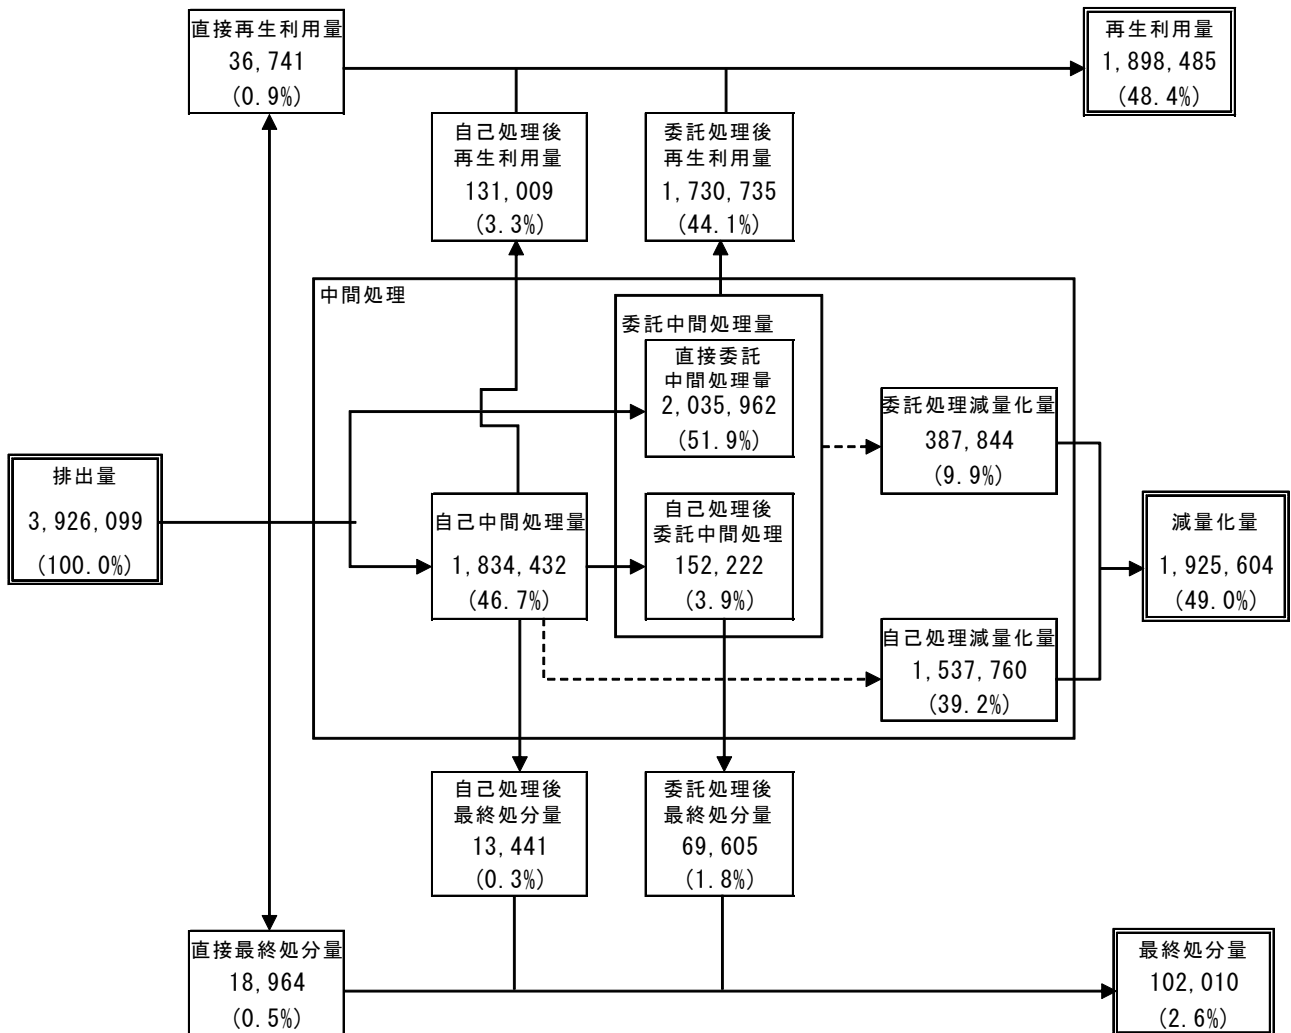 直接再生利用量
36,741
(0.9%)
再生利用量
1,898,485
(48.4%)
自己処理後
再生利用量
131,009
(3.3%)
委託処理後
再生利用量
1,730,735
(44.1%)
中間処理
委託中間処理量
直接委託
中間処理量
2,035,962
(51.9%)
委託処理減量化量
387,844
(9.9%)
排出量
3,926,099
(100.0%)
自己中間処理量
1,834,432
(46.7%)
自己処理後
委託中間処理
152,222
(3.9%)
減量化量
1,925,604
(49.0%)
自己処理減量化量
1,537,760
(39.2%)
自己処理後
最終処分量
13,441
(0.3%)
委託処理後
最終処分量
69,605
(1.8%)
直接最終処分量
18,964
(0.5%)
最終処分量
102,010
(2.6%)